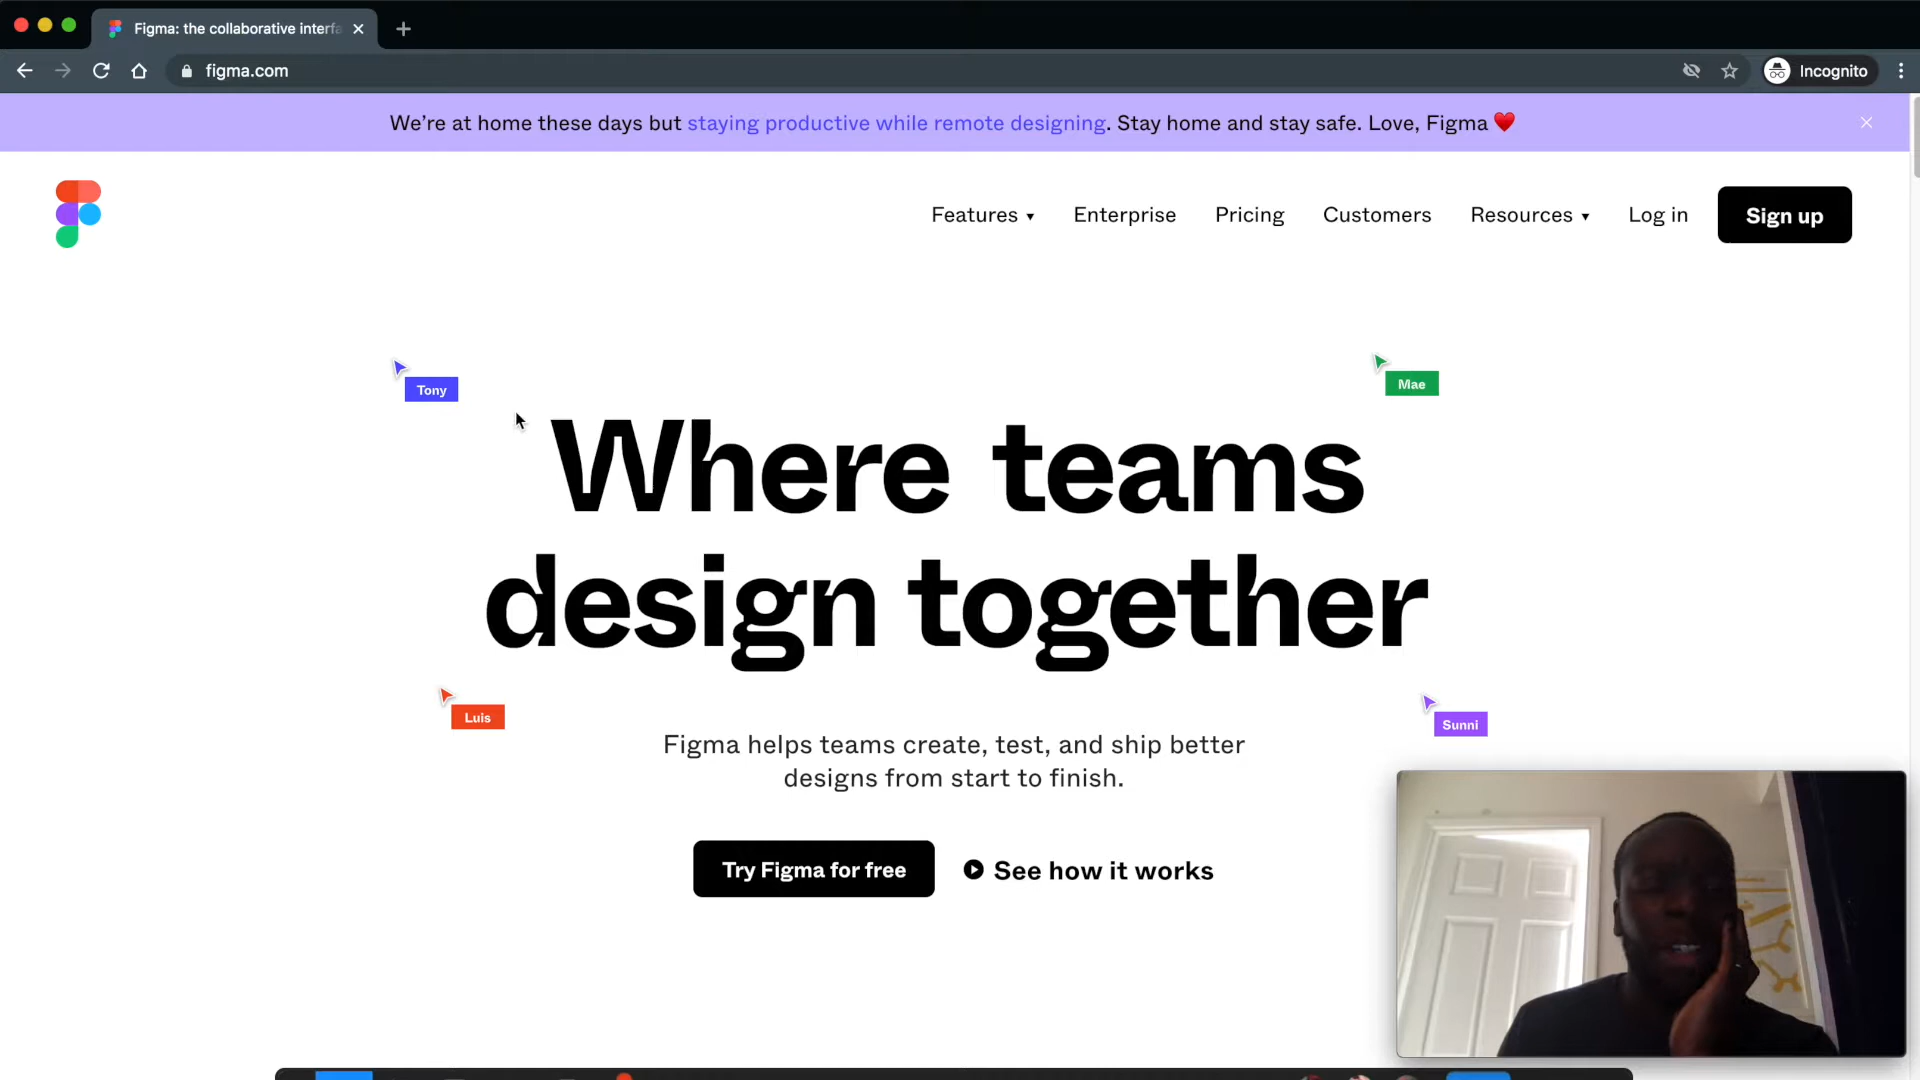 Figma: the collaborative interfa
figma.com
Incognito
We’re at home these days but staying productive while remote designing. Stay home and stay safe. Love, Figma ❤️
Features ▾ Enterprise Pricing Customers Resources ▾ Log in Sign up
Tony
Mae
Where teams
design together
Luis
Sunni
Figma helps teams create, test, and ship better
designs from start to finish.
Try Figma for free See how it works